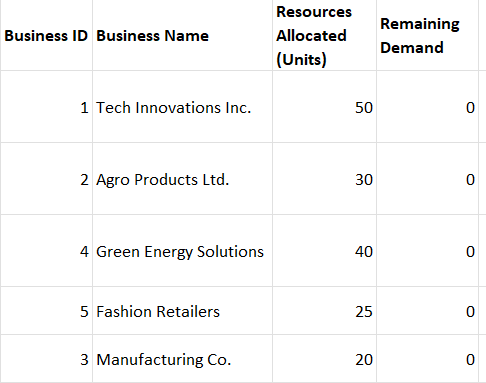 Business ID Business Name Resources Allocated (Units) Remaining Demand
1 Tech Innovations Inc. 50 0
2 Agro Products Ltd. 30 0
4 Green Energy Solutions 40 0
5 Fashion Retailers 25 0
3 Manufacturing Co. 20 0